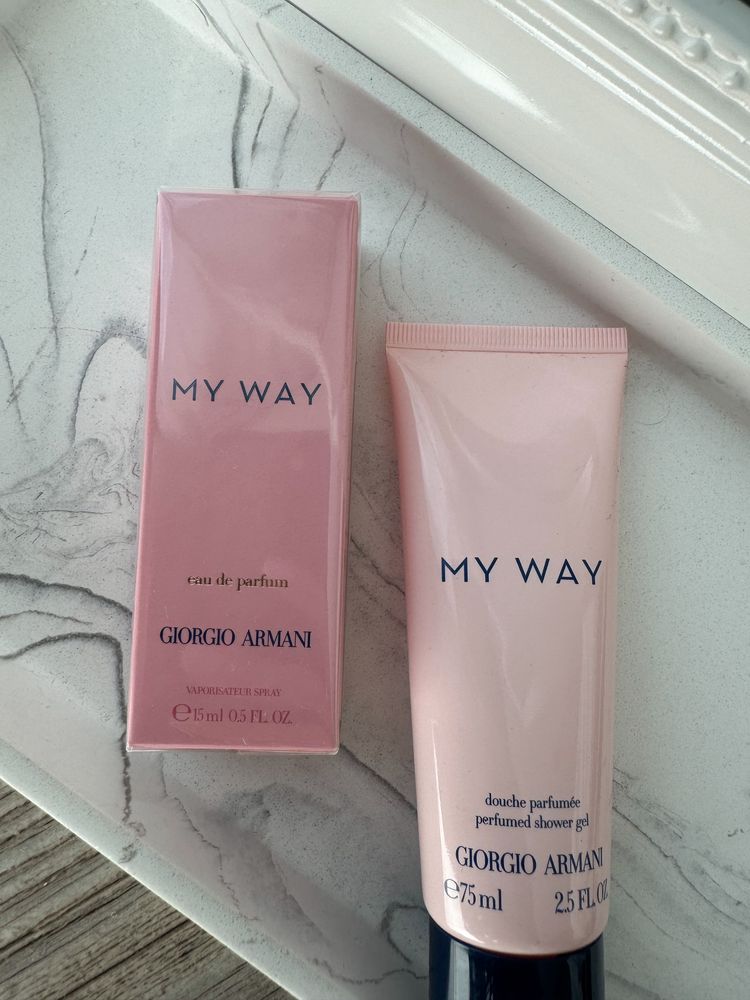 MY WAY
eau de parfum
GIORGIO ARMANI
VAPORISATEUR SPRAY
e 15 ml 0.5 FL. OZ.
MY WAY
douche parfumée
perfumed shower gel
GIORGIO ARMANI
e 75 ml 2.5 FL. OZ.